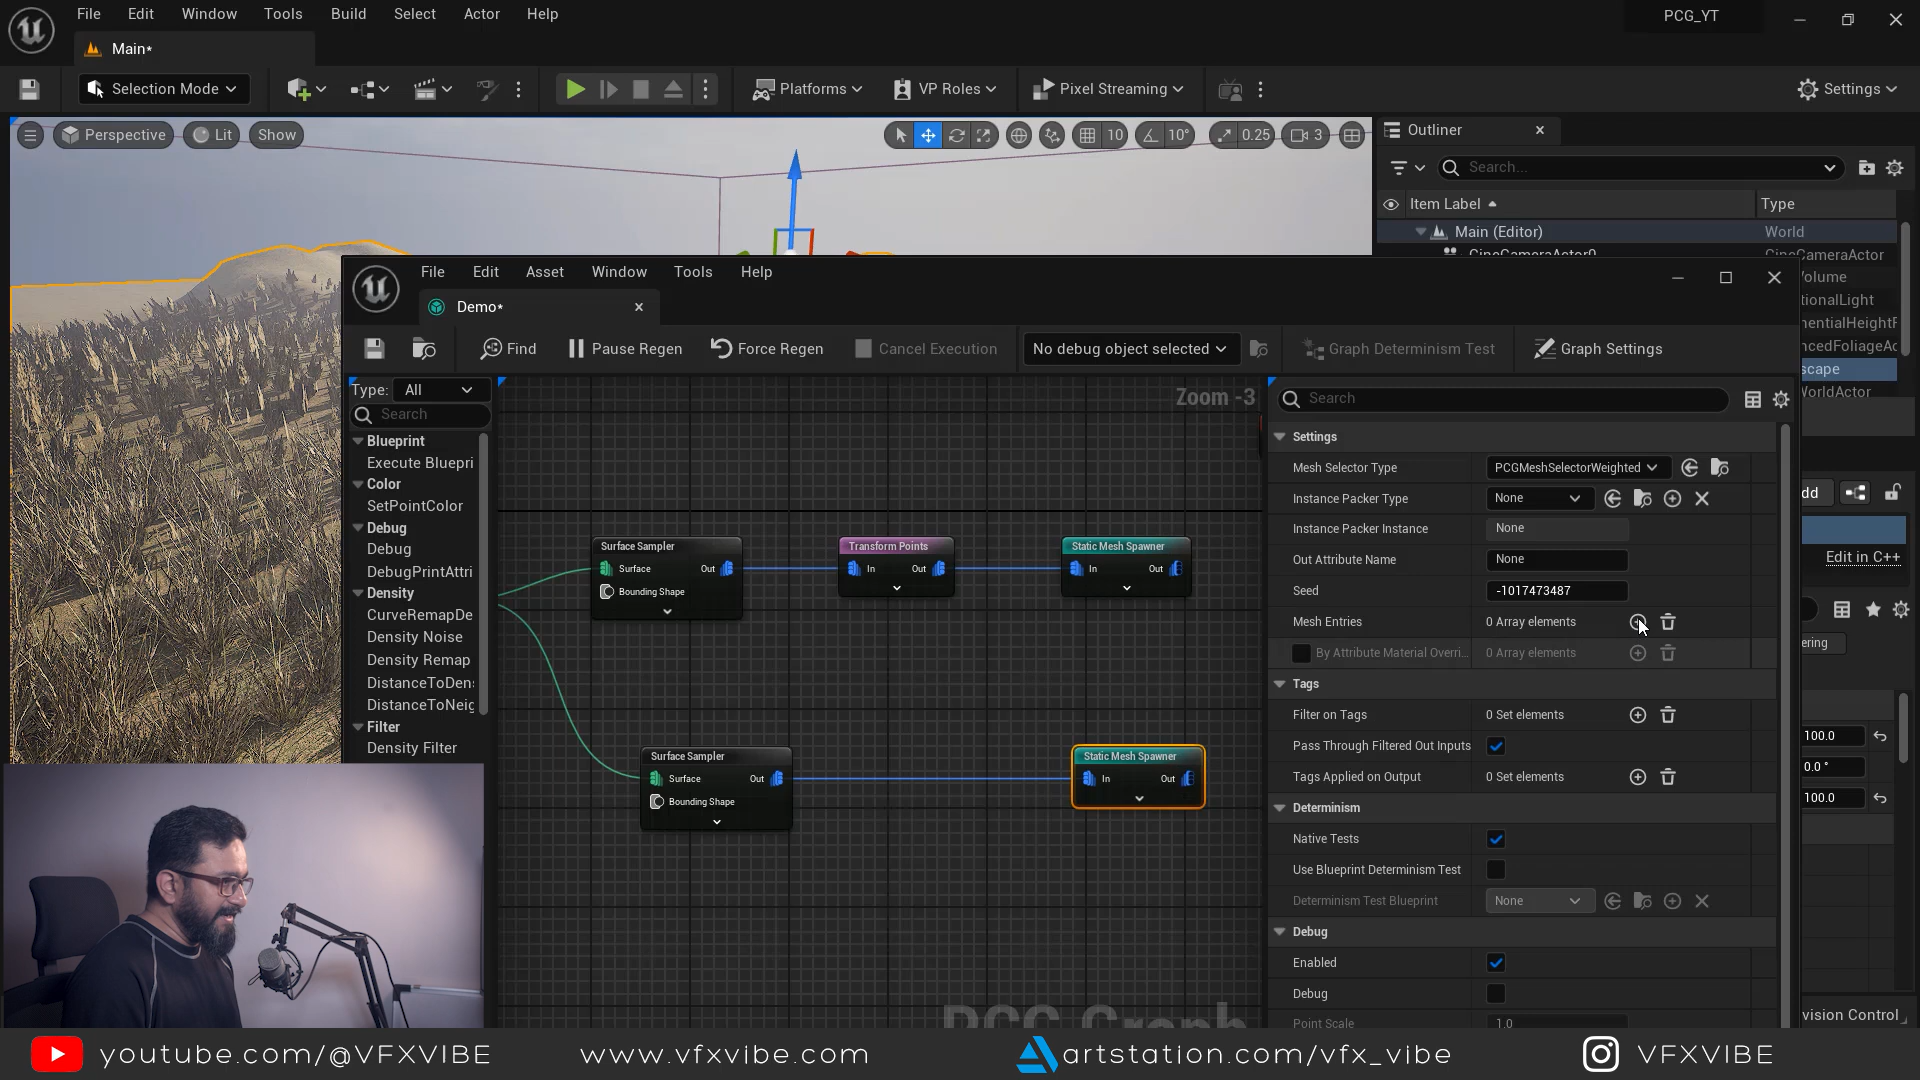 File Edit Window Tools Build Select Actor Help
PCG_YT
Main*
Selection Mode
Platforms
VP Roles
Pixel Streaming
Settings
Perspective
Lit
Show
10
10°
0.25
3
Outliner
Search...
Item Label
Type
Main (Editor)
World
CineCameraActor0
CineCameraActor
Volume
tionalLight
nentialHeightF
ncedFoliageAc
scape
WorldActor
File Edit Asset Window Tools Help
Demo*
Find
Pause Regen
Force Regen
Cancel Execution
No debug object selected
Graph Determinism Test
Graph Settings
Type: All
Search
Blueprint
Execute Bluepri
Color
SetPointColor
Debug
Debug
DebugPrintAttri
Density
CurveRemapDe
Density Noise
Density Remap
DistanceToDen
DistanceToNeig
Filter
Density Filter
Zoom -3
Surface Sampler
Surface Out
Bounding Shape
Transform Points
In Out
Static Mesh Spawner
In Out
Surface Sampler
Surface Out
Bounding Shape
Static Mesh Spawner
In Out
PCG Graph
Search
Settings
Mesh Selector Type PCGMeshSelectorWeighted
Instance Packer Type None
Instance Packer Instance None
Out Attribute Name None
Seed -1017473487
Mesh Entries 0 Array elements
By Attribute Material Overri... 0 Array elements
Tags
Filter on Tags 0 Set elements
Pass Through Filtered Out Inputs
Tags Applied on Output 0 Set elements
Determinism
Native Tests
Use Blueprint Determinism Test
Determinism Test Blueprint None
Debug
Enabled
Debug
Point Scale 1.0
dd
Edit in C++
ering
100.0
0.0 °
100.0
vision Control
youtube.com/@VFXVIBE
www.vfxvibe.com
artstation.com/vfx_vibe
VFXVIBE